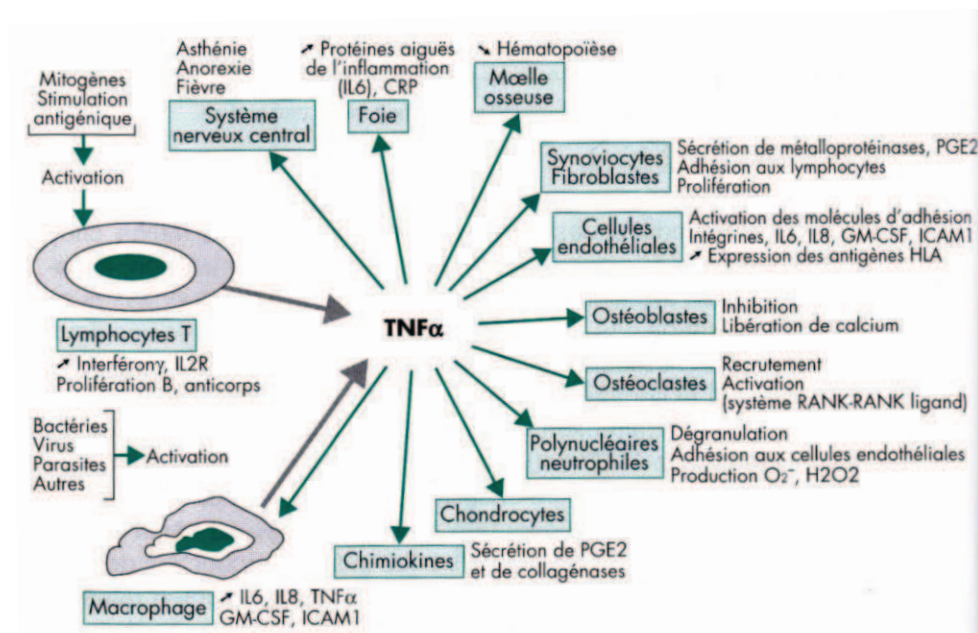 Mitogènes
Stimulation
antigénique
Activation
Lymphocytes T
↗ Interféronγ, IL2R
Prolifération B, anticorps
Bactéries
Virus
Parasites
Autres
Activation
Macrophage
↗ IL6, IL8, TNFα
GM-CSF, ICAM1
Asthénie
Anorexie
Fièvre
Système
nerveux central
↗ Protéines aiguës
de l'inflammation
(IL6), CRP
Foie
↘ Hématopoïèse
Mœlle
osseuse
Synoviocytes
Fibroblastes
Sécrétion de métalloprotéinases, PGE2
Adhésion aux lymphocytes
Prolifération
Cellules
endothéliales
Activation des molécules d'adhésion
Intégrines, IL6, IL8, GM-CSF, ICAM1
↗ Expression des antigènes HLA
TNFα
Ostéoblastes
Inhibition
Libération de calcium
Ostéoclastes
Recrutement
Activation
(système RANK-RANK ligand)
Polynucléaires
neutrophiles
Dégranulation
Adhésion aux cellules endothéliales
Production O₂⁻, H2O2
Chondrocytes
Chimiokines
Sécrétion de PGE2
et de collagénases